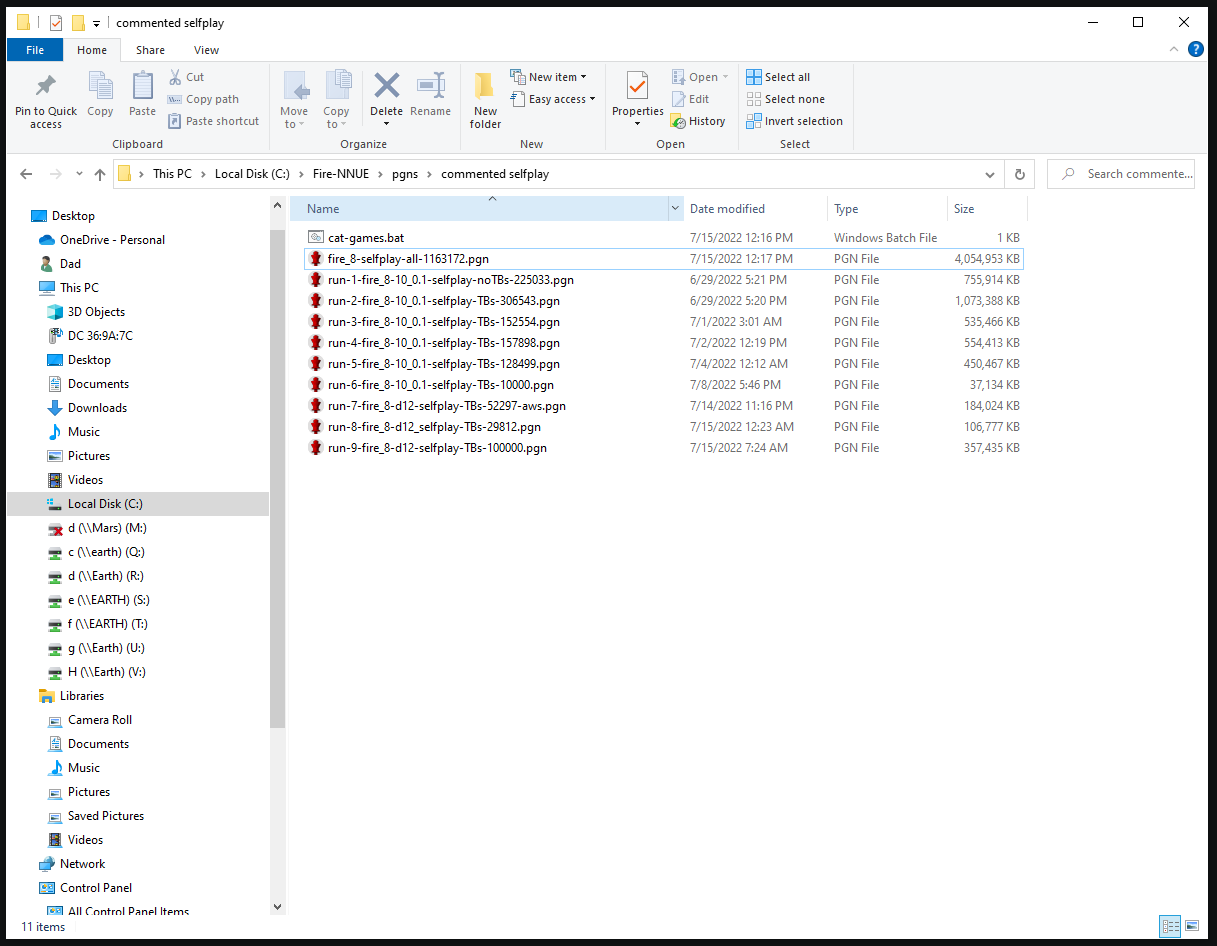 commented selfplay
File Home Share View
Pin to Quick access
Copy
Paste
Cut
Copy path
Paste shortcut
Clipboard
Move to
Copy to
Delete
Rename
Organize
New folder
New item
Easy access
New
Properties
Open
Edit
History
Open
Select all
Select none
Invert selection
Select
This PC > Local Disk (C:) > Fire-NNUE > pgns > commented selfplay
Search commente...
Desktop
OneDrive - Personal
Dad
This PC
3D Objects
DC 36:9A:7C
Desktop
Documents
Downloads
Music
Pictures
Videos
Local Disk (C:)
d (\\Mars) (M:)
c (\\earth) (Q:)
d (\\Earth) (R:)
e (\\EARTH) (S:)
f (\\EARTH) (T:)
g (\\Earth) (U:)
H (\\Earth) (V:)
Libraries
Camera Roll
Documents
Music
Pictures
Saved Pictures
Videos
Network
Control Panel
All Control Panel Items
Name Date modified Type Size
cat-games.bat 7/15/2022 12:16 PM Windows Batch File 1 KB
fire_8-selfplay-all-1163172.pgn 7/15/2022 12:17 PM PGN File 4,054,953 KB
run-1-fire_8-10_0.1-selfplay-noTBs-225033.pgn 6/29/2022 5:21 PM PGN File 755,914 KB
run-2-fire_8-10_0.1-selfplay-TBs-306543.pgn 6/29/2022 5:20 PM PGN File 1,073,388 KB
run-3-fire_8-10_0.1-selfplay-TBs-152554.pgn 7/1/2022 3:01 AM PGN File 535,466 KB
run-4-fire_8-10_0.1-selfplay-TBs-157898.pgn 7/2/2022 12:19 PM PGN File 554,413 KB
run-5-fire_8-10_0.1-selfplay-TBs-128499.pgn 7/4/2022 12:12 AM PGN File 450,467 KB
run-6-fire_8-10_0.1-selfplay-TBs-10000.pgn 7/8/2022 5:46 PM PGN File 37,134 KB
run-7-fire_8-d12-selfplay-TBs-52297-aws.pgn 7/14/2022 11:16 PM PGN File 184,024 KB
run-8-fire_8-d12_selfplay-TBs-29812.pgn 7/15/2022 12:23 AM PGN File 106,777 KB
run-9-fire_8-d12-selfplay-TBs-100000.pgn 7/15/2022 7:24 AM PGN File 357,435 KB
11 items